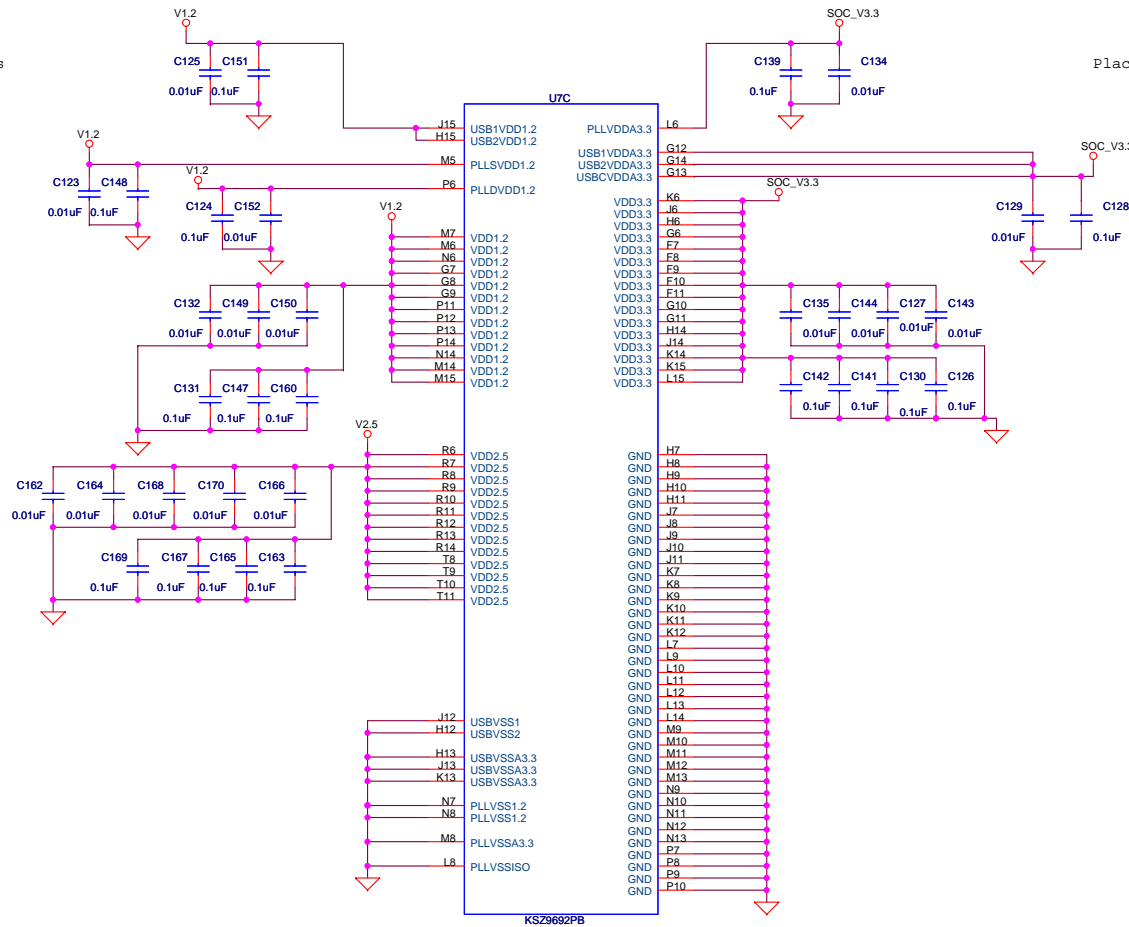 V1.2
SOC_V3.3
s
C125 C151
0.01uF 0.1uF
C139 C134
0.1uF 0.01uF
Plac
U7C
V1.2
C123 C148
0.01uF 0.1uF
V1.2
C124 C152
0.1uF 0.01uF
V1.2
C132 C149 C150
0.01uF 0.01uF 0.01uF
C131 C147 C160
0.1uF 0.1uF 0.1uF
V2.5
C162 C164 C168 C170 C166
0.01uF 0.01uF 0.01uF 0.01uF 0.01uF
C169 C167 C165 C163
0.1uF 0.1uF 0.1uF 0.1uF
J15 USB1VDD1.2
H15 USB2VDD1.2
M5 PLLSVDD1.2
P6 PLLDVDD1.2
M7 VDD1.2
M6 VDD1.2
N6 VDD1.2
G7 VDD1.2
G8 VDD1.2
G9 VDD1.2
P11 VDD1.2
P12 VDD1.2
P13 VDD1.2
P14 VDD1.2
N14 VDD1.2
M14 VDD1.2
M15 VDD1.2
R6 VDD2.5
R7 VDD2.5
R8 VDD2.5
R9 VDD2.5
R10 VDD2.5
R11 VDD2.5
R12 VDD2.5
R13 VDD2.5
R14 VDD2.5
T8 VDD2.5
T9 VDD2.5
T10 VDD2.5
T11 VDD2.5
J12 USBVSS1
H12 USBVSS2
H13 USBVSSA3.3
J13 USBVSSA3.3
K13 USBVSSA3.3
N7 PLLVSS1.2
N8 PLLVSS1.2
M8 PLLVSSA3.3
L8 PLLVSSISO
PLLVDDA3.3 L6
USB1VDDA3.3 G12
USB2VDDA3.3 G14
USBCVDDA3.3 G13
VDD3.3 K6
VDD3.3 J6
VDD3.3 H6
VDD3.3 G6
VDD3.3 F7
VDD3.3 F8
VDD3.3 F9
VDD3.3 F10
VDD3.3 F11
VDD3.3 G10
VDD3.3 G11
VDD3.3 H14
VDD3.3 J14
VDD3.3 K14
VDD3.3 K15
VDD3.3 L15
GND H7
GND H8
GND H9
GND H10
GND H11
GND J7
GND J8
GND J9
GND J10
GND J11
GND K7
GND K8
GND K9
GND K10
GND K11
GND K12
GND L7
GND L9
GND L10
GND L11
GND L12
GND L13
GND L14
GND M9
GND M10
GND M11
GND M12
GND M13
GND N9
GND N10
GND N11
GND N12
GND N13
GND P7
GND P8
GND P9
GND P10
SOC_V3.3
SOC_V3.3
C129 C128
0.01uF 0.1uF
C135 C144 C127 C143
0.01uF 0.01uF 0.01uF 0.01uF
C142 C141 C130 C126
0.1uF 0.1uF 0.1uF 0.1uF
KSZ9692PB